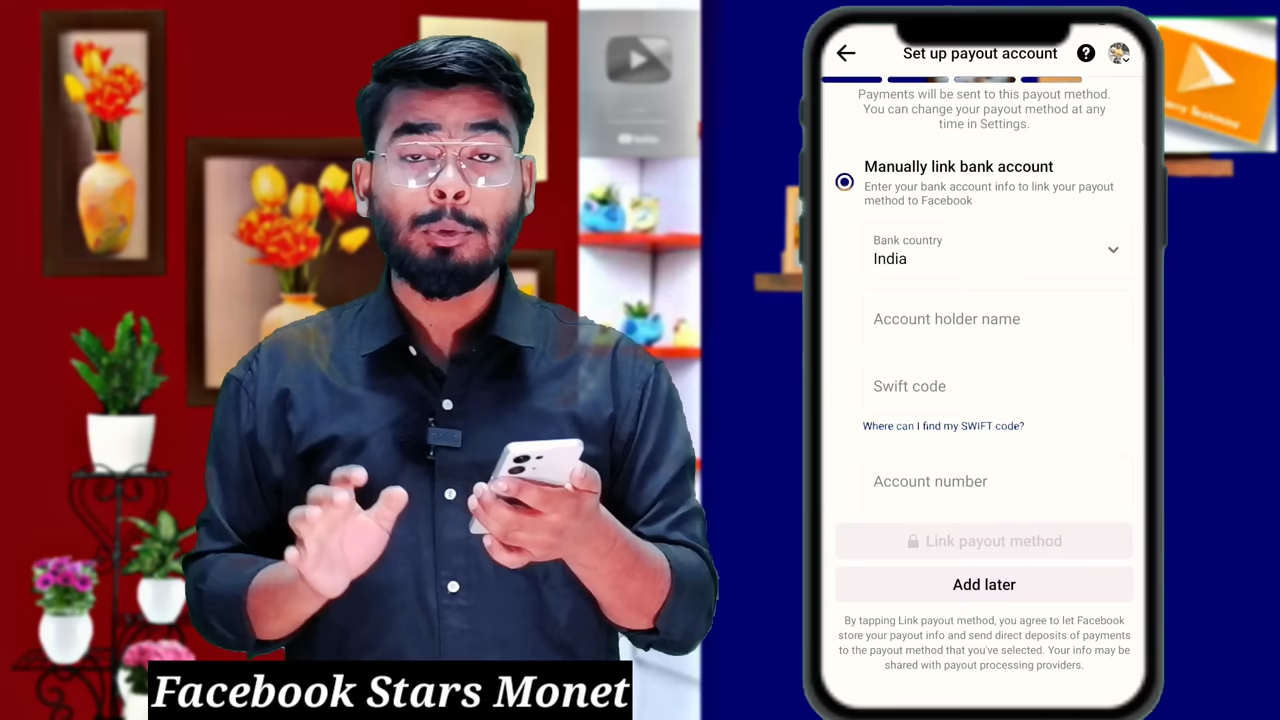 Set up payout account
Payments will be sent to this payout method.
You can change your payout method at any
time in Settings.
Manually link bank account
Enter your bank account info to link your payout
method to Facebook
Bank country
India
Account holder name
Swift code
Where can I find my SWIFT code?
Account number
Link payout method
Add later
By tapping Link payout method, you agree to let Facebook
store your payout info and send direct deposits of payments
to the payout method that you've selected. Your info may be
shared with payout processing providers.
Facebook Stars Monet